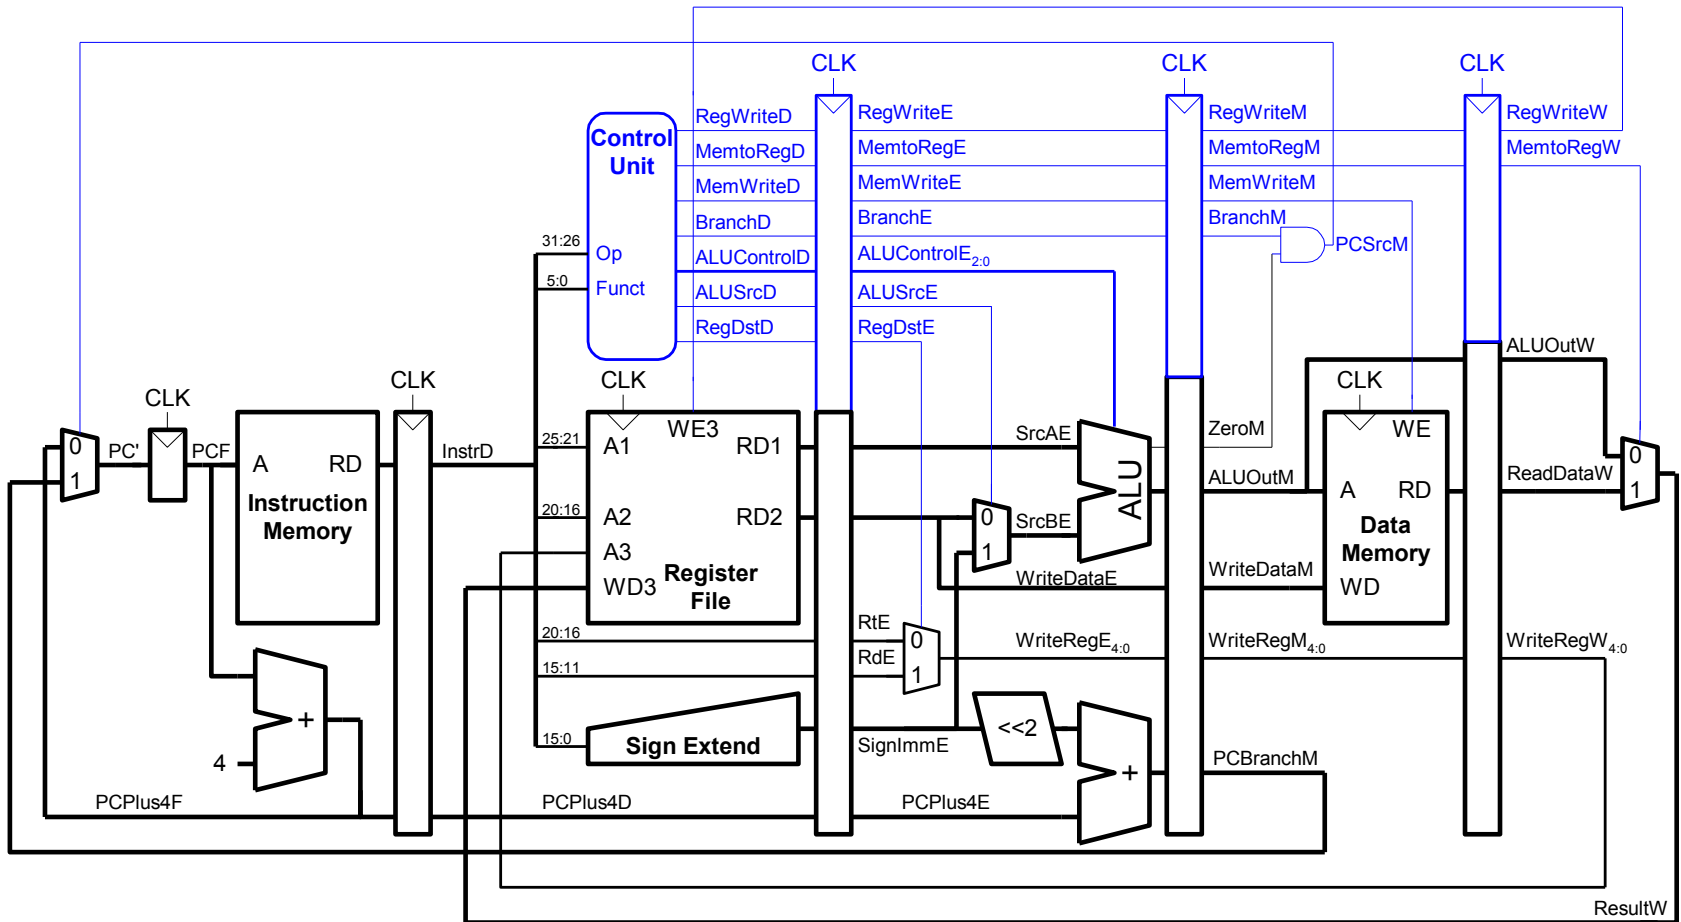 CLK
CLK
CLK
RegWriteD
RegWriteE
RegWriteM
RegWriteW
Control
Unit
MemtoRegD
MemtoRegE
MemtoRegM
MemtoRegW
MemWriteD
MemWriteE
MemWriteM
BranchD
BranchE
BranchM
PCSrcM
31:26
Op
ALUControlD
ALUControlE2:0
5:0
Funct
ALUSrcD
ALUSrcE
RegDstD
RegDstE
ALUOutW
CLK
CLK
CLK
CLK
0
1
PC'
PCF
A
RD
Instruction
Memory
InstrD
25:21
A1
WE3
RD1
SrcAE
ZeroM
WE
20:16
A2
RD2
0
1
SrcBE
ALU
ALUOutM
A
RD
ReadDataW
0
1
A3
WD3
Register
File
WriteDataE
WriteDataM
Data
Memory
WD
20:16
RtE
0
15:11
RdE
1
WriteRegE4:0
WriteRegM4:0
WriteRegW4:0
+
4
15:0
Sign Extend
SignImmE
<<2
+
PCBranchM
PCPlus4F
PCPlus4D
PCPlus4E
ResultW